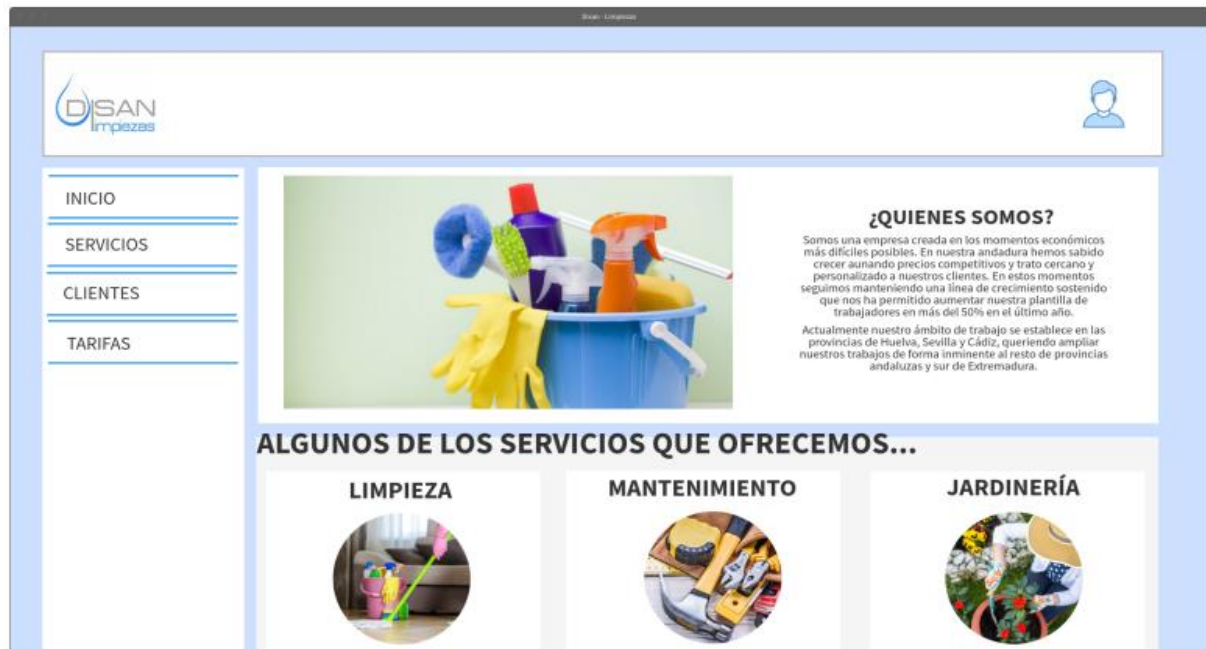 Disan - Limpiezas
DISAN
limpiezas
INICIO
SERVICIOS
CLIENTES
TARIFAS
¿QUIENES SOMOS?
Somos una empresa creada en los momentos económicos
más difíciles posibles. En nuestra andadura hemos sabido
crecer aunando precios competitivos y trato cercano y
personalizado a nuestros clientes. En estos momentos
seguimos manteniendo una línea de crecimiento sostenido
que nos ha permitido aumentar nuestra plantilla de
trabajadores en más del 50% en el último año.
Actualmente nuestro ámbito de trabajo se establece en las
provincias de Huelva, Sevilla y Cádiz, queriendo ampliar
nuestros trabajos de forma inminente al resto de provincias
andaluzas y sur de Extremadura.
ALGUNOS DE LOS SERVICIOS QUE OFRECEMOS...
LIMPIEZA
MANTENIMIENTO
JARDINERÍA